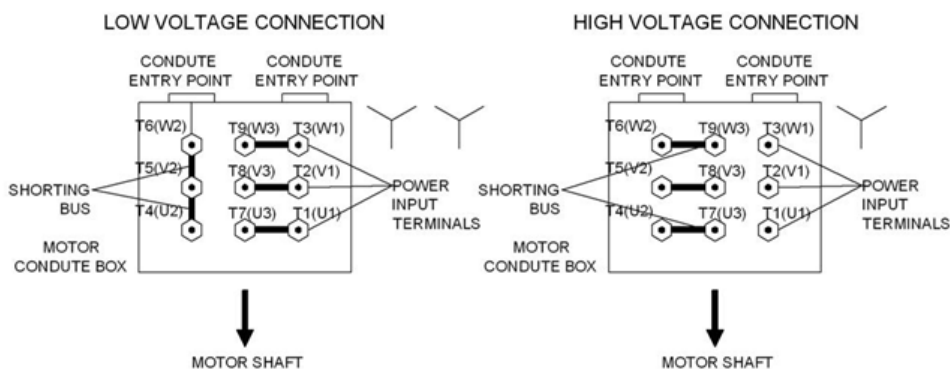 LOW VOLTAGE CONNECTION
CONDUTE
ENTRY POINT
CONDUTE
ENTRY POINT
T6(W2)
T9(W3)
T3(W1)
T5(V2)
T8(V3)
T2(V1)
T4(U2)
T7(U3)
T1(U1)
SHORTING
BUS
POWER
INPUT
TERMINALS
MOTOR
CONDUTE BOX
MOTOR SHAFT
HIGH VOLTAGE CONNECTION
CONDUTE
ENTRY POINT
CONDUTE
ENTRY POINT
T6(W2)
T9(W3)
T3(W1)
T5(V2)
T8(V3)
T2(V1)
T4(U2)
T7(U3)
T1(U1)
SHORTING
BUS
POWER
INPUT
TERMINALS
MOTOR
CONDUTE BOX
MOTOR SHAFT